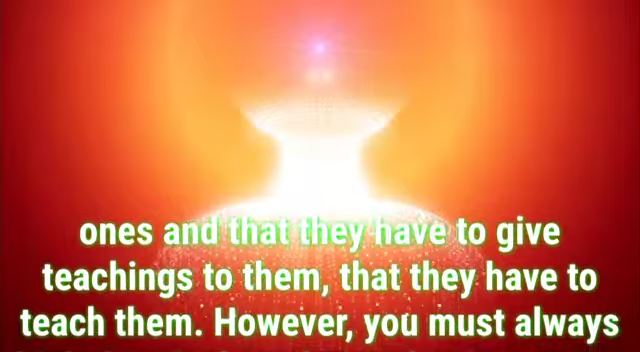 ones and that they have to give
teachings to them, that they have to
teach them. However, you must always